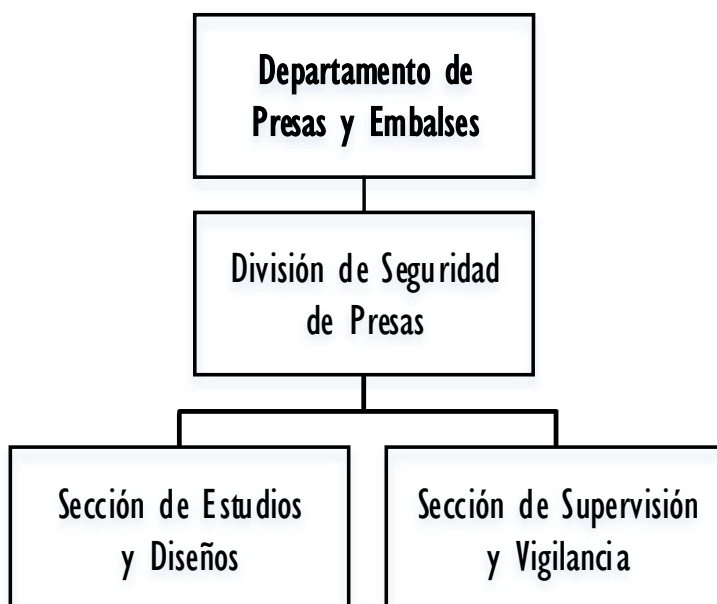 Departamento de
Presas y Embalses
División de Seguridad
de Presas
Sección de Estudios
y Diseños
Sección de Supervisión
y Vigilancia